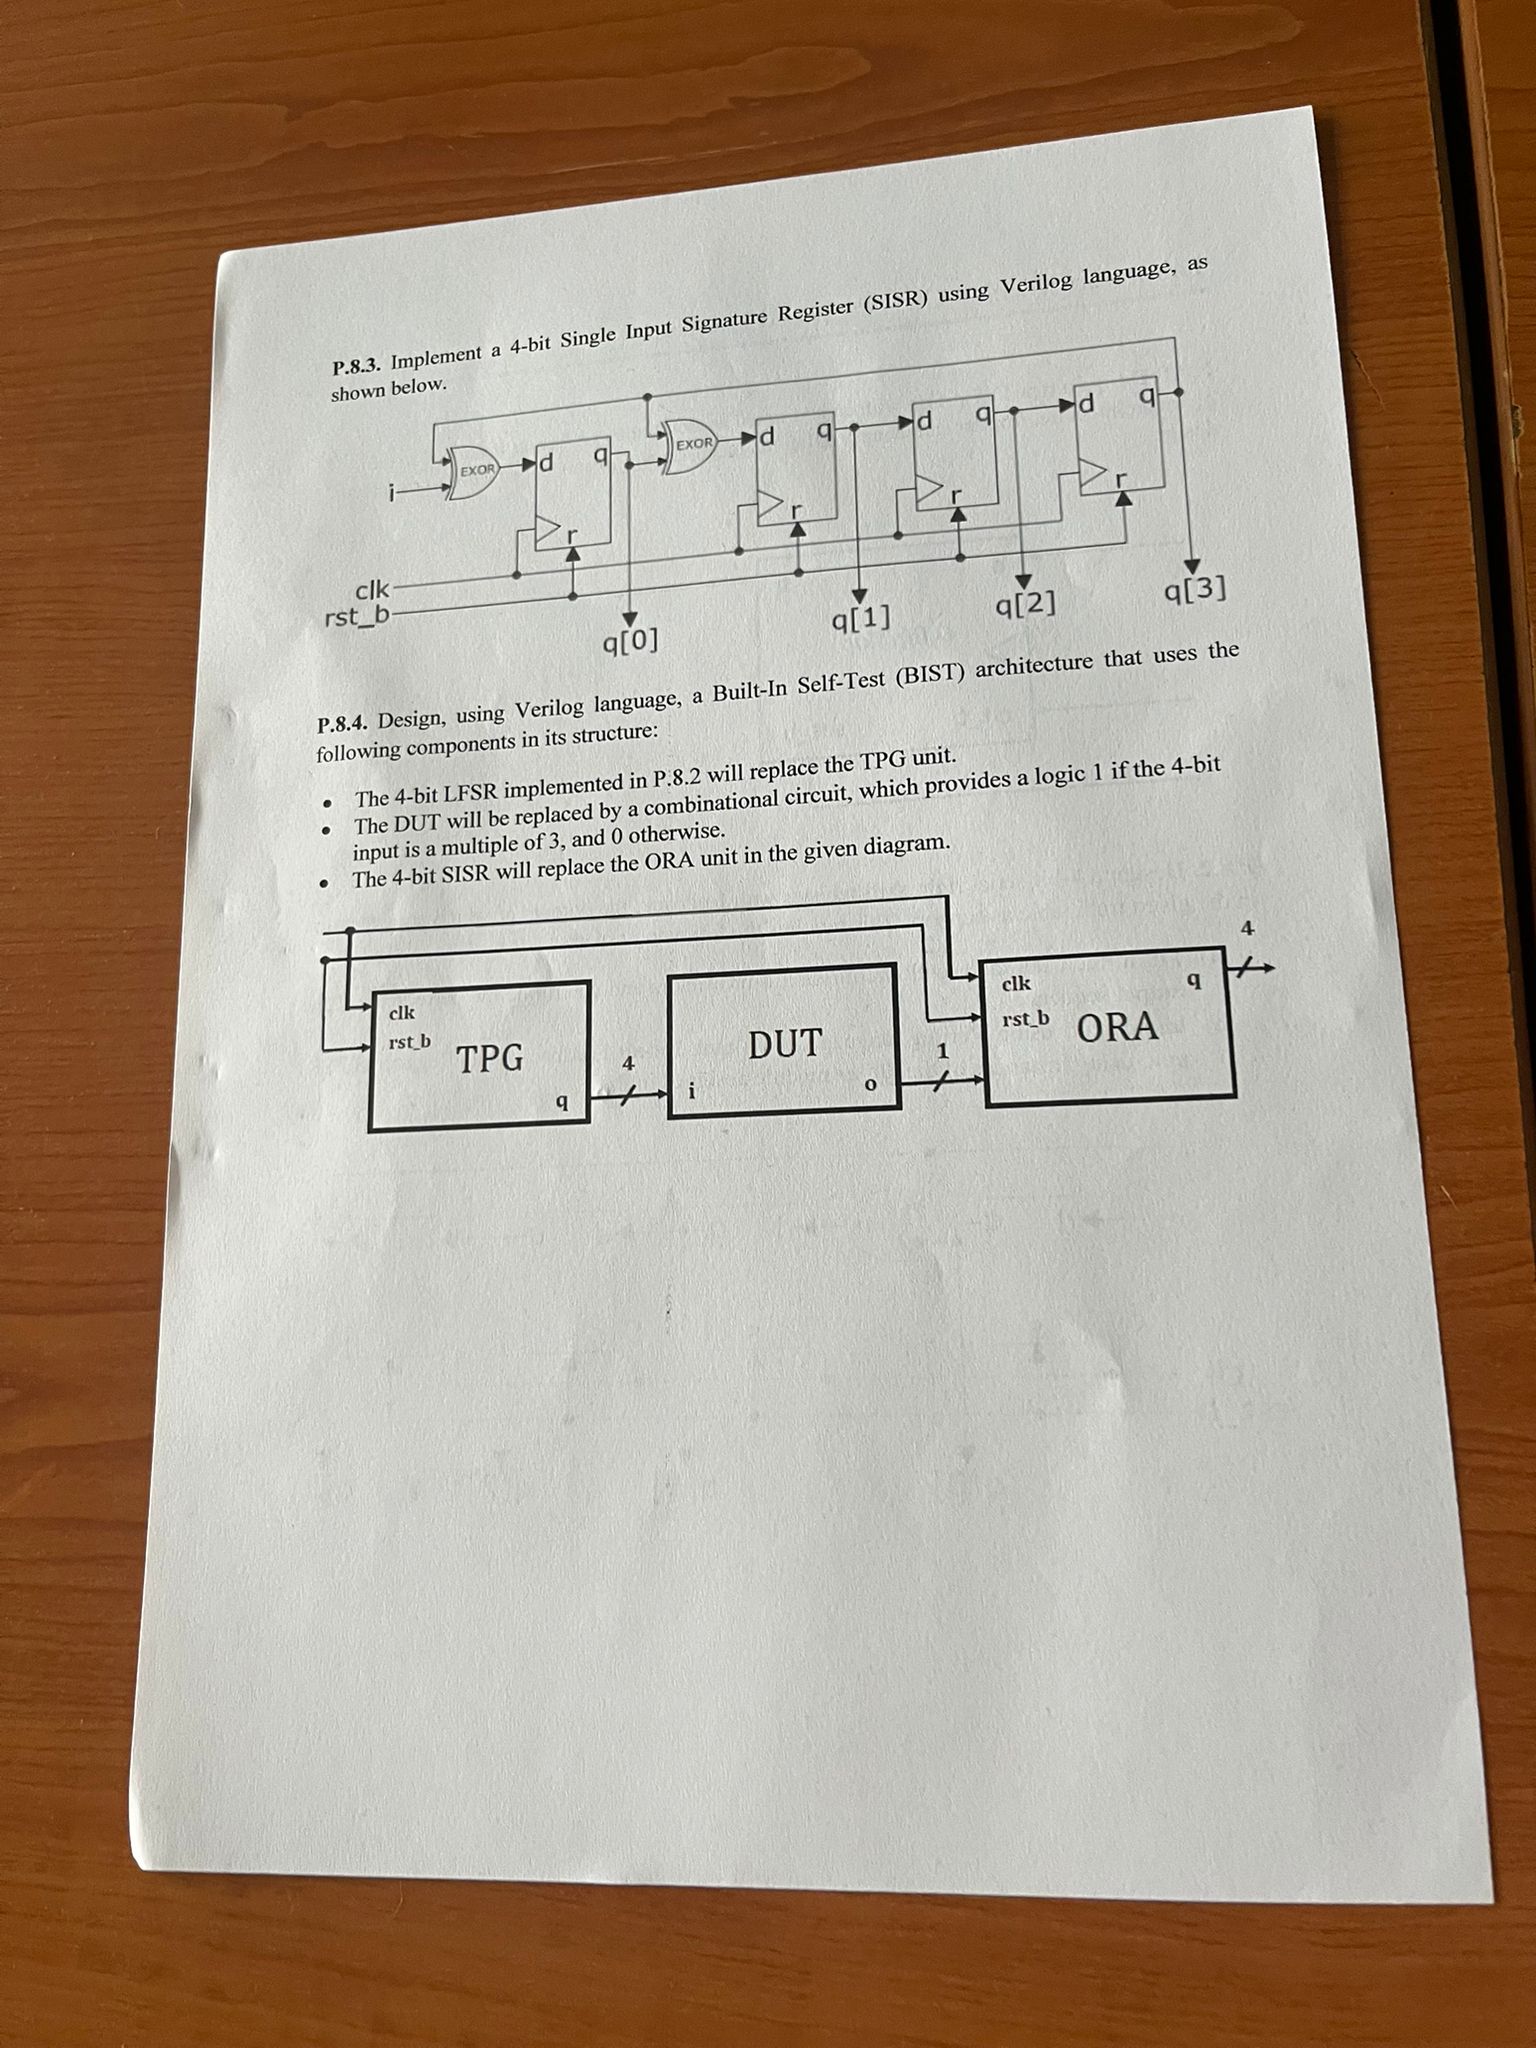 P.8.3. Implement a 4-bit Single Input Signature Register (SISR) using Verilog language, as
shown below.
EXOR
i
d
q
r
EXOR
d
q
r
d
q
r
d
q
r
clk
rst_b
q[0]
q[1]
q[2]
q[3]
P.8.4. Design, using Verilog language, a Built-In Self-Test (BIST) architecture that uses the
following components in its structure:
• The 4-bit LFSR implemented in P.8.2 will replace the TPG unit.
• The DUT will be replaced by a combinational circuit, which provides a logic 1 if the 4-bit
input is a multiple of 3, and 0 otherwise.
• The 4-bit SISR will replace the ORA unit in the given diagram.
clk
rst_b
TPG
q
4
i
DUT
o
1
clk
rst_b
ORA
q
4